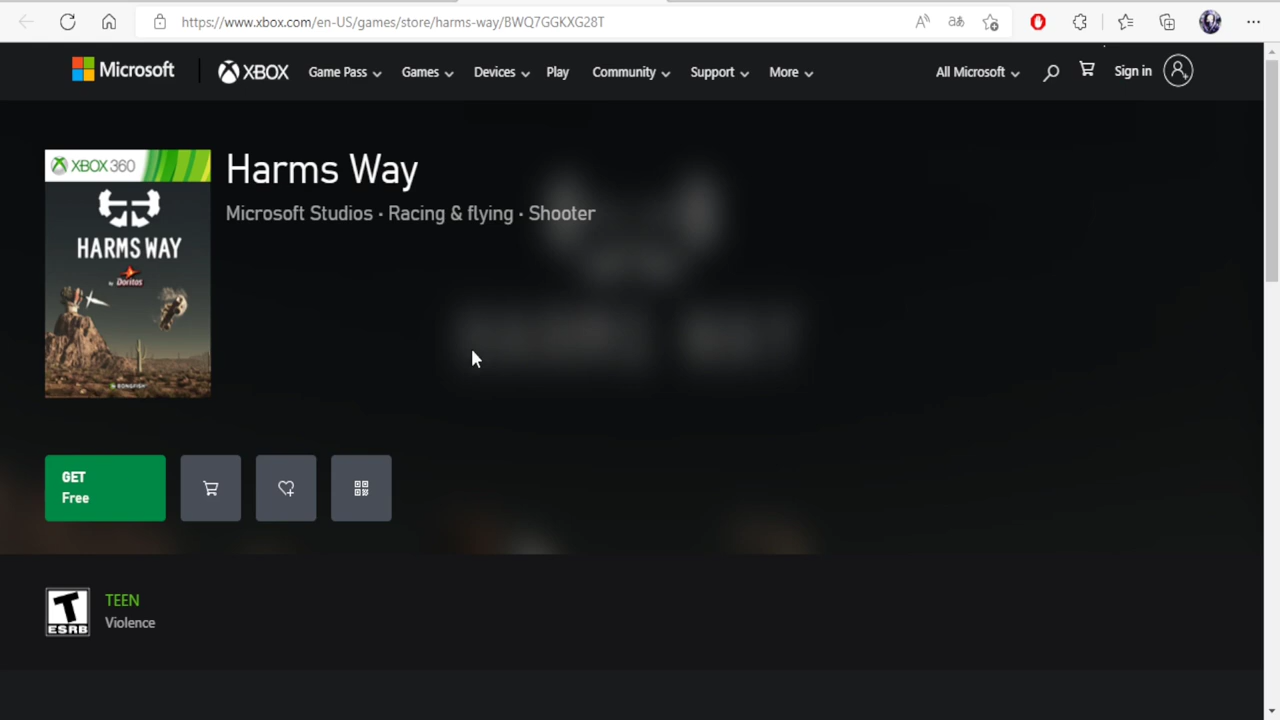 https://www.xbox.com/en-US/games/store/harms-way/BWQ7GGKXG28T
Microsoft XBOX Game Pass Games Devices Play Community Support More All Microsoft Sign in
XBOX 360
HARMS WAY
by Doritos
BONGFISH
Harms Way
Microsoft Studios · Racing & flying · Shooter
GET
Free
T
ESRB
TEEN
Violence